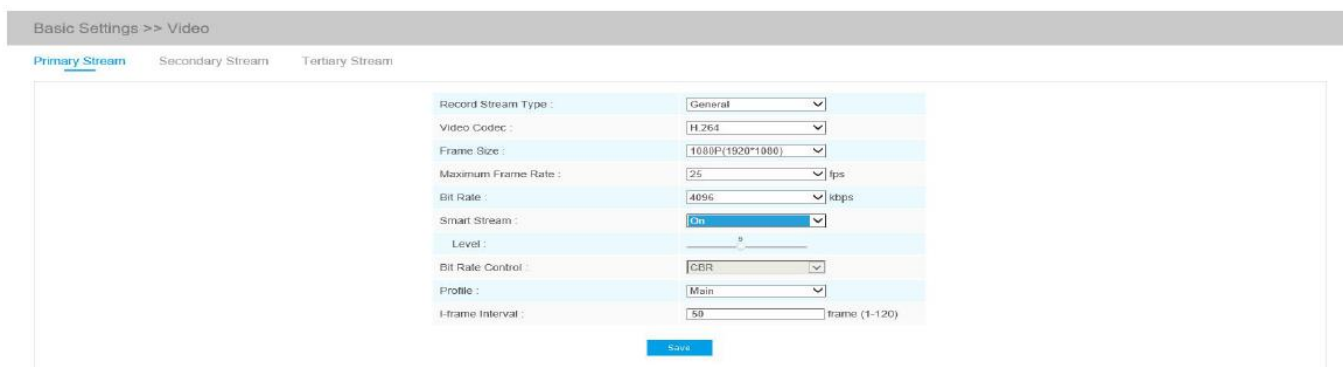 Basic Settings >> Video
Primary Stream Secondary Stream Tertiary Stream
Record Stream Type : General
Video Codec : H.264
Frame Size : 1080P(1920*1080)
Maximum Frame Rate : 25 fps
Bit Rate : 4096 kbps
Smart Stream : On
Level :
Bit Rate Control : CBR
Profile : Main
I-frame Interval : 50 frame (1-120)
Save